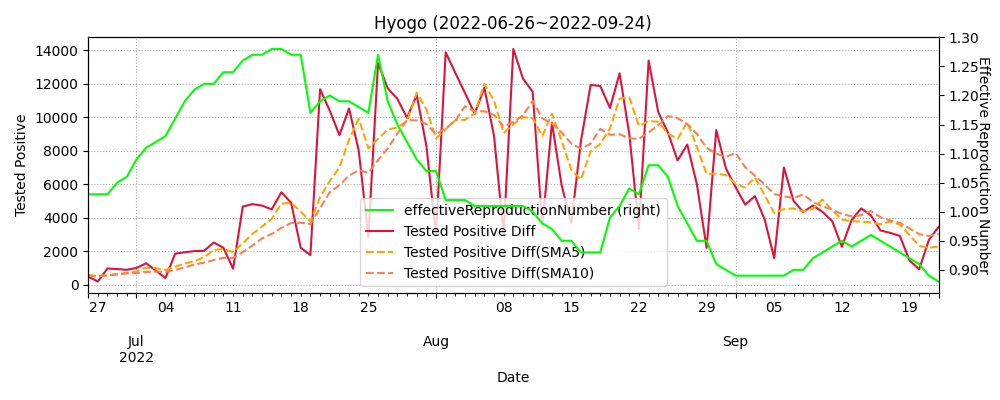 Hyogo (2022-06-26~2022-09-24)
Tested Positive
14000
12000
10000
8000
6000
4000
2000
0
1.30
1.25
1.20
1.15
1.10
1.05
1.00
0.95
0.90
Effective Reproduction Number
effectiveReproductionNumber (right)
Tested Positive Diff
Tested Positive Diff(SMA5)
Tested Positive Diff(SMA10)
27 04 11 18 25 08 15 22 29 05 12 19
Jul Aug Sep
2022
Date